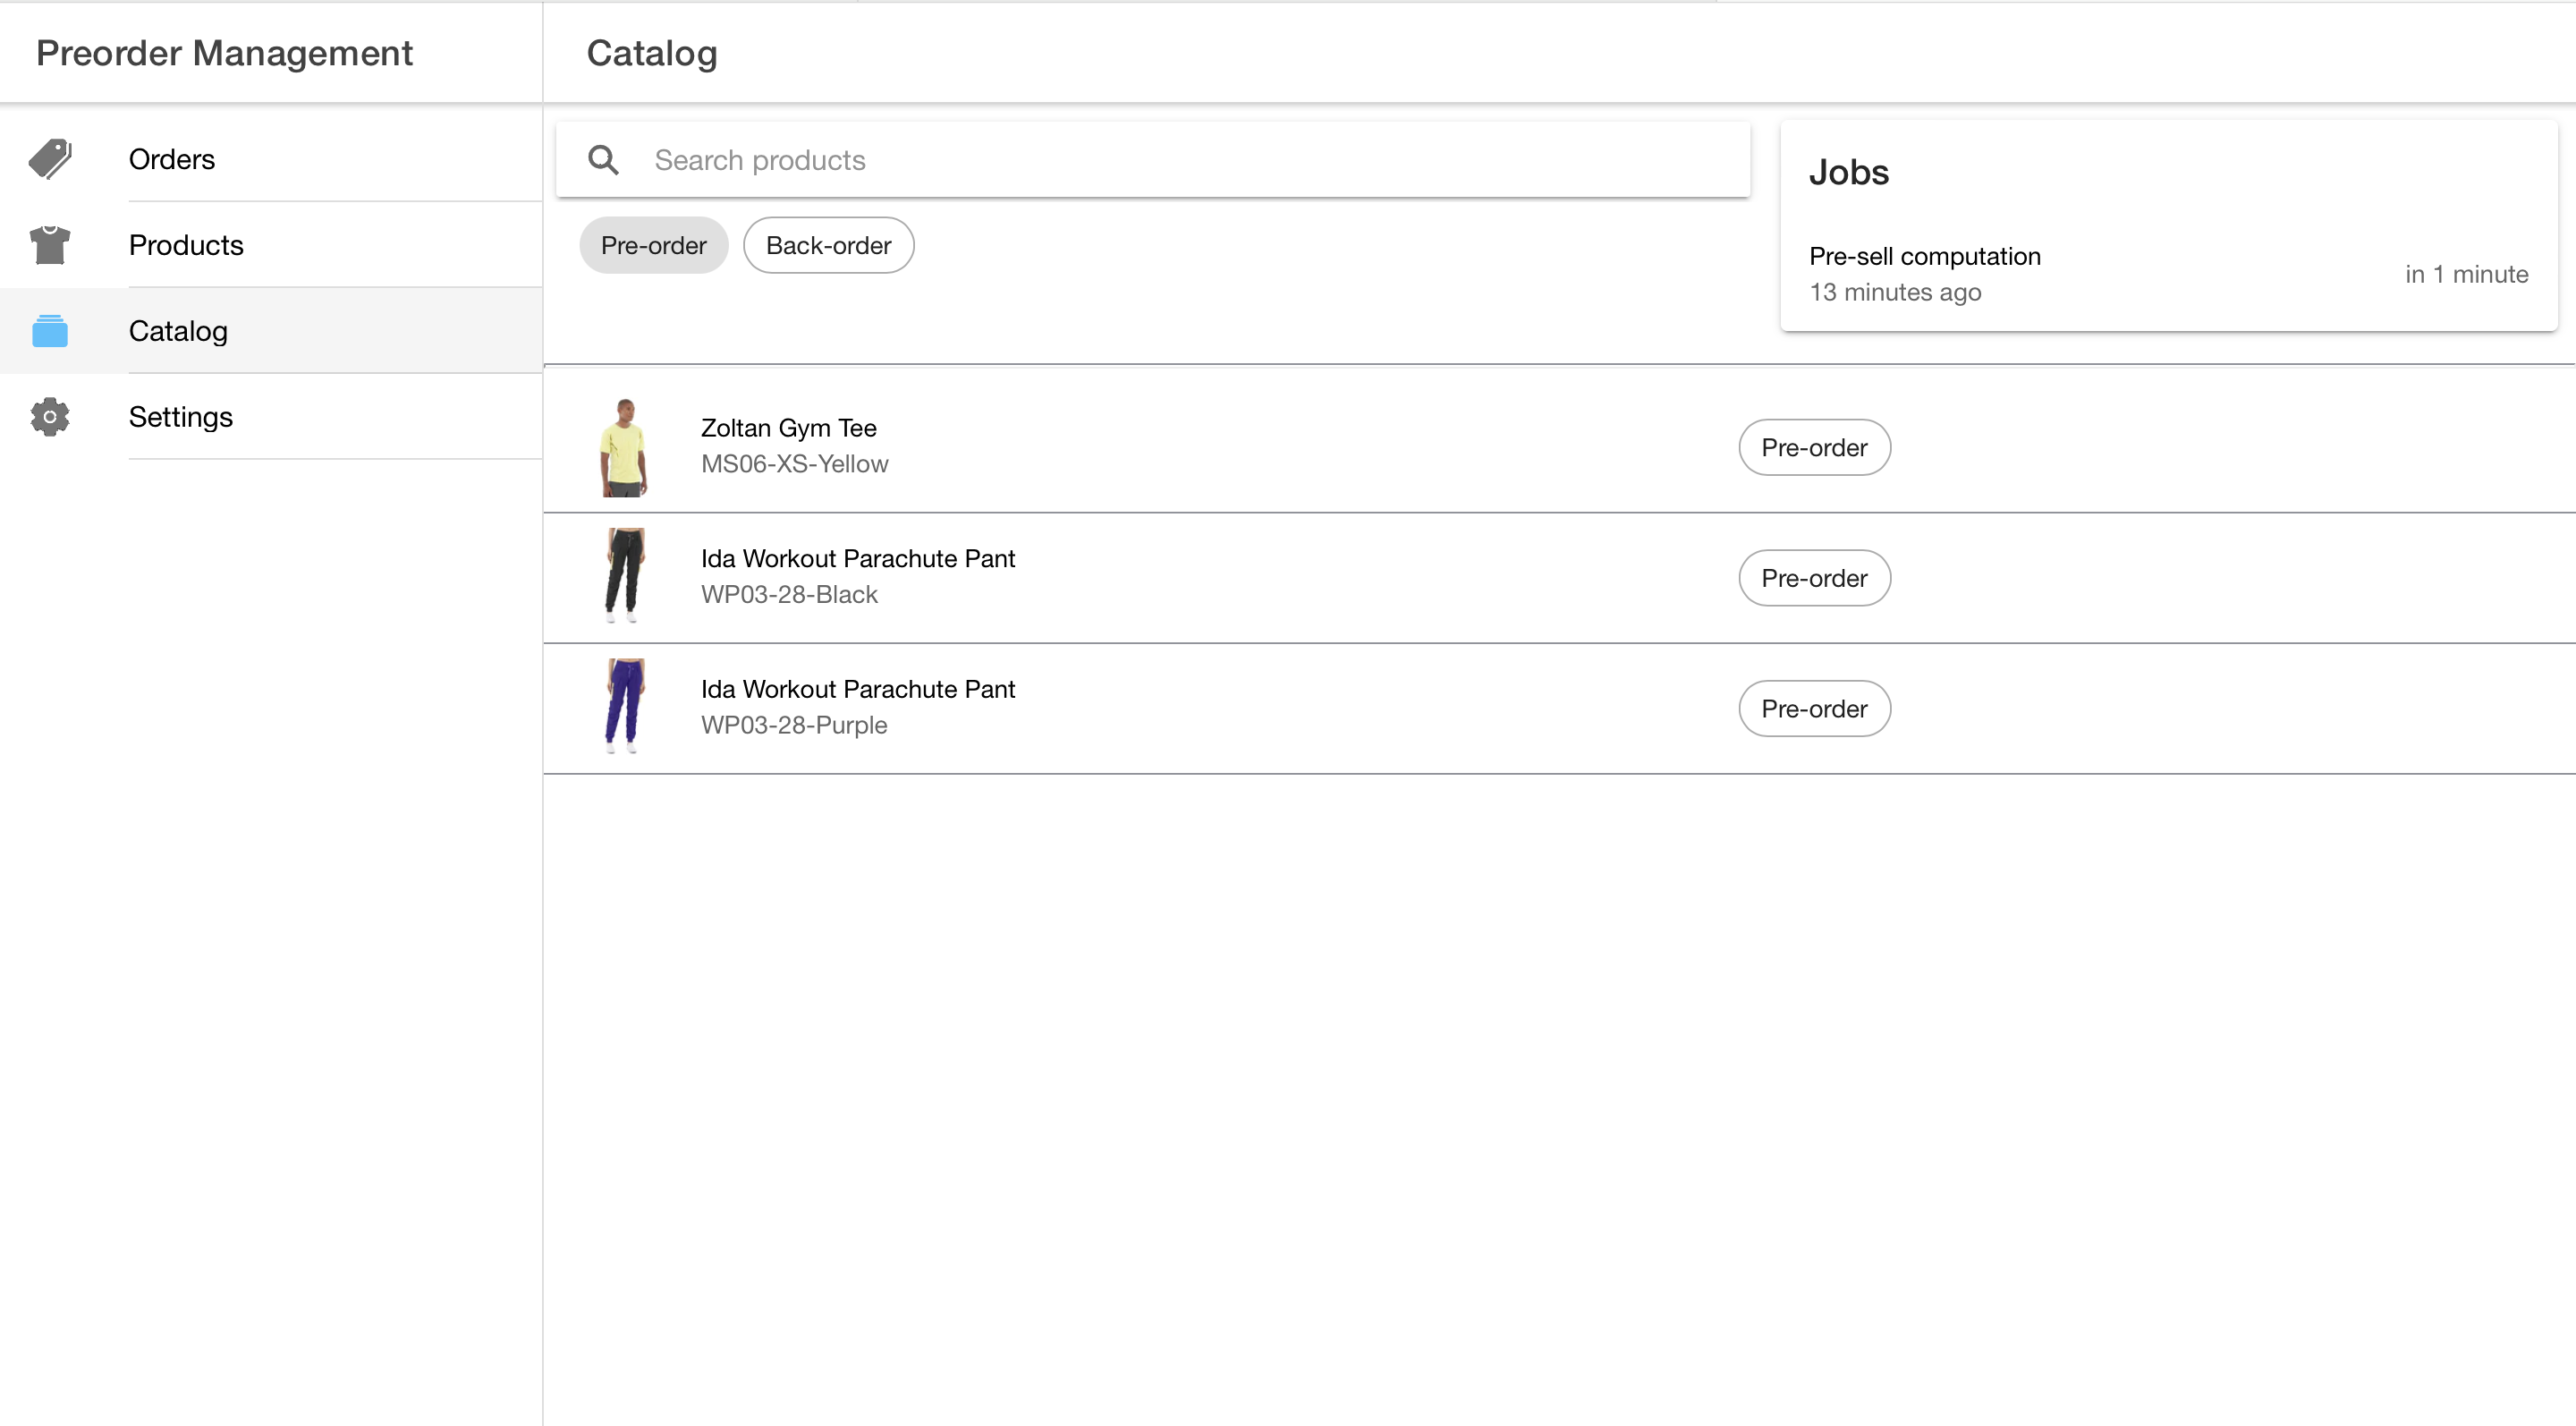 Preorder Management
Orders
Products
Catalog
Settings
Catalog
Search products
Pre-order
Back-order
Jobs
Pre-sell computation
13 minutes ago
in 1 minute
Zoltan Gym Tee
MS06-XS-Yellow
Pre-order
Ida Workout Parachute Pant
WP03-28-Black
Pre-order
Ida Workout Parachute Pant
WP03-28-Purple
Pre-order